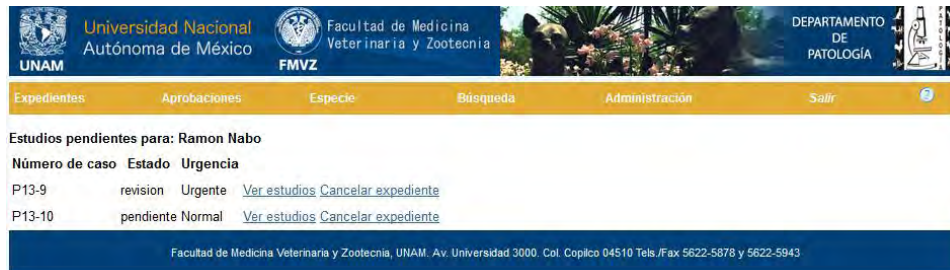 Universidad Nacional
Autónoma de México
UNAM
Facultad de Medicina
Veterinaria y Zootecnia
FMVZ
DEPARTAMENTO
DE
PATOLOGÍA
Expedientes Aprobaciones Especie Búsqueda Administración Salir ?
Estudios pendientes para: Ramon Nabo
Número de caso Estado Urgencia
P13-9 revision Urgente Ver estudios Cancelar expediente
P13-10 pendiente Normal Ver estudios Cancelar expediente
Facultad de Medicina Veterinaria y Zootecnia, UNAM. Av. Universidad 3000. Col. Copilco 04510 Tels./Fax 5622-5878 y 5622-5943